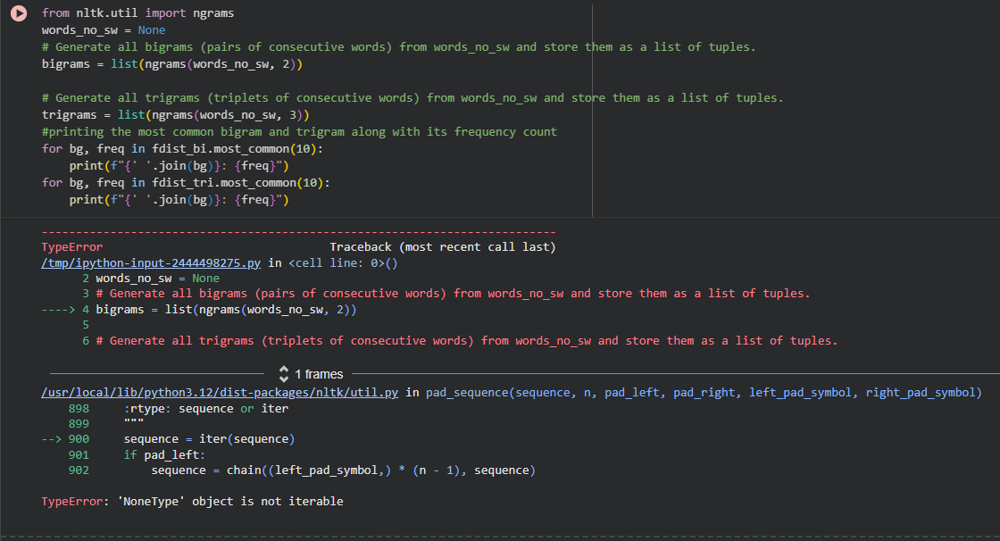 from nltk.util import ngrams
words_no_sw = None
# Generate all bigrams (pairs of consecutive words) from words_no_sw and store them as a list of tuples.
bigrams = list(ngrams(words_no_sw, 2))
# Generate all trigrams (triplets of consecutive words) from words_no_sw and store them as a list of tuples.
trigrams = list(ngrams(words_no_sw, 3))
#printing the most common bigram and trigram along with its frequency count
for bg, freq in fdist_bi.most_common(10):
    print(f"{' '.join(bg)}: {freq}")
for bg, freq in fdist_tri.most_common(10):
    print(f"{' '.join(bg)}: {freq}")
---------------------------------------------------------------------------
TypeError                                 Traceback (most recent call last)
/tmp/ipython-input-2444498275.py in <cell line: 0>()
      2 words_no_sw = None
      3 # Generate all bigrams (pairs of consecutive words) from words_no_sw and store them as a list of tuples.
----> 4 bigrams = list(ngrams(words_no_sw, 2))
      5
      6 # Generate all trigrams (triplets of consecutive words) from words_no_sw and store them as a list of tuples.
1 frames
/usr/local/lib/python3.12/dist-packages/nltk/util.py in pad_sequence(sequence, n, pad_left, pad_right, left_pad_symbol, right_pad_symbol)
    898     :rtype: sequence or iter
    899     """
--> 900     sequence = iter(sequence)
    901     if pad_left:
    902         sequence = chain((left_pad_symbol,) * (n - 1), sequence)
TypeError: 'NoneType' object is not iterable